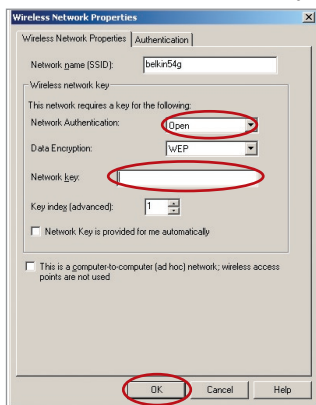 Wireless Network Properties
Wireless Network Properties Authentication
Network name (SSID): belkin54g
Wireless network key
This network requires a key for the following:
Network Authentication: Open
Data Encryption: WEP
Network key:
Key index (advanced): 1
Network Key is provided for me automatically
This is a computer-to-computer (ad hoc) network; wireless access
points are not used
OK Cancel Help